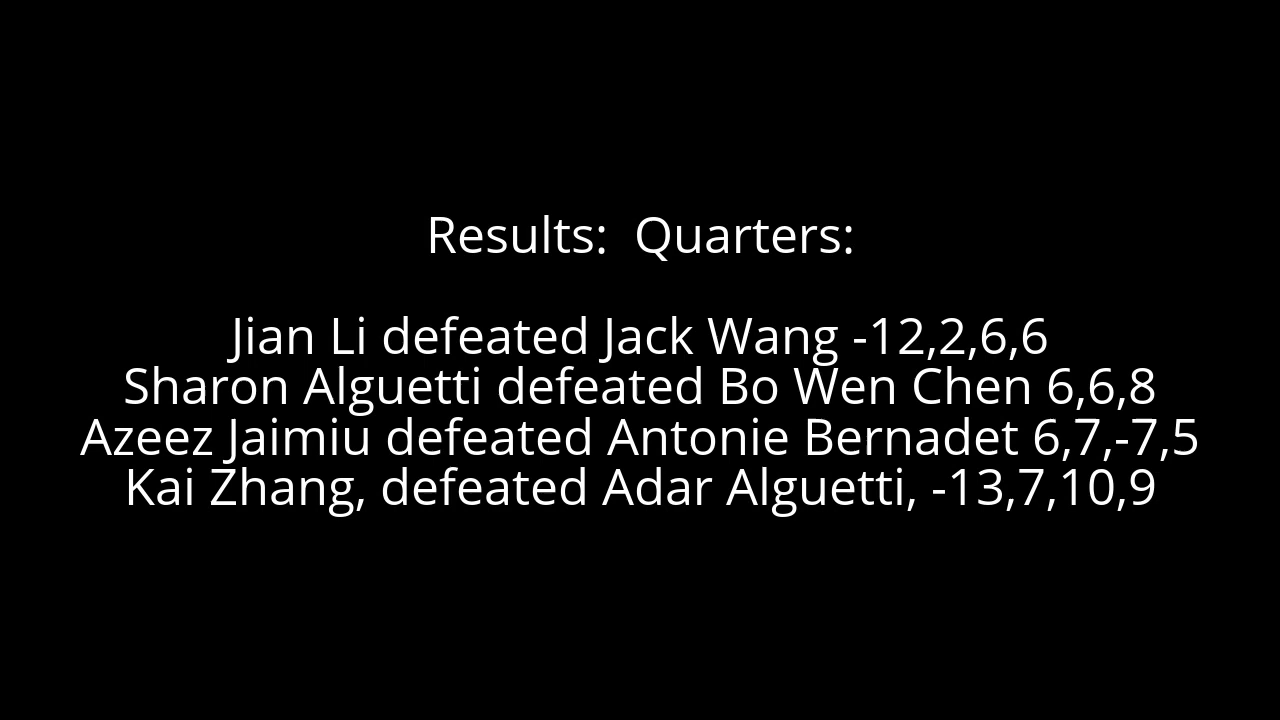 Results:  Quarters:
Jian Li defeated Jack Wang -12,2,6,6
Sharon Alguetti defeated Bo Wen Chen 6,6,8
Azeez Jaimiu defeated Antonie Bernadet 6,7,-7,5
Kai Zhang, defeated Adar Alguetti, -13,7,10,9